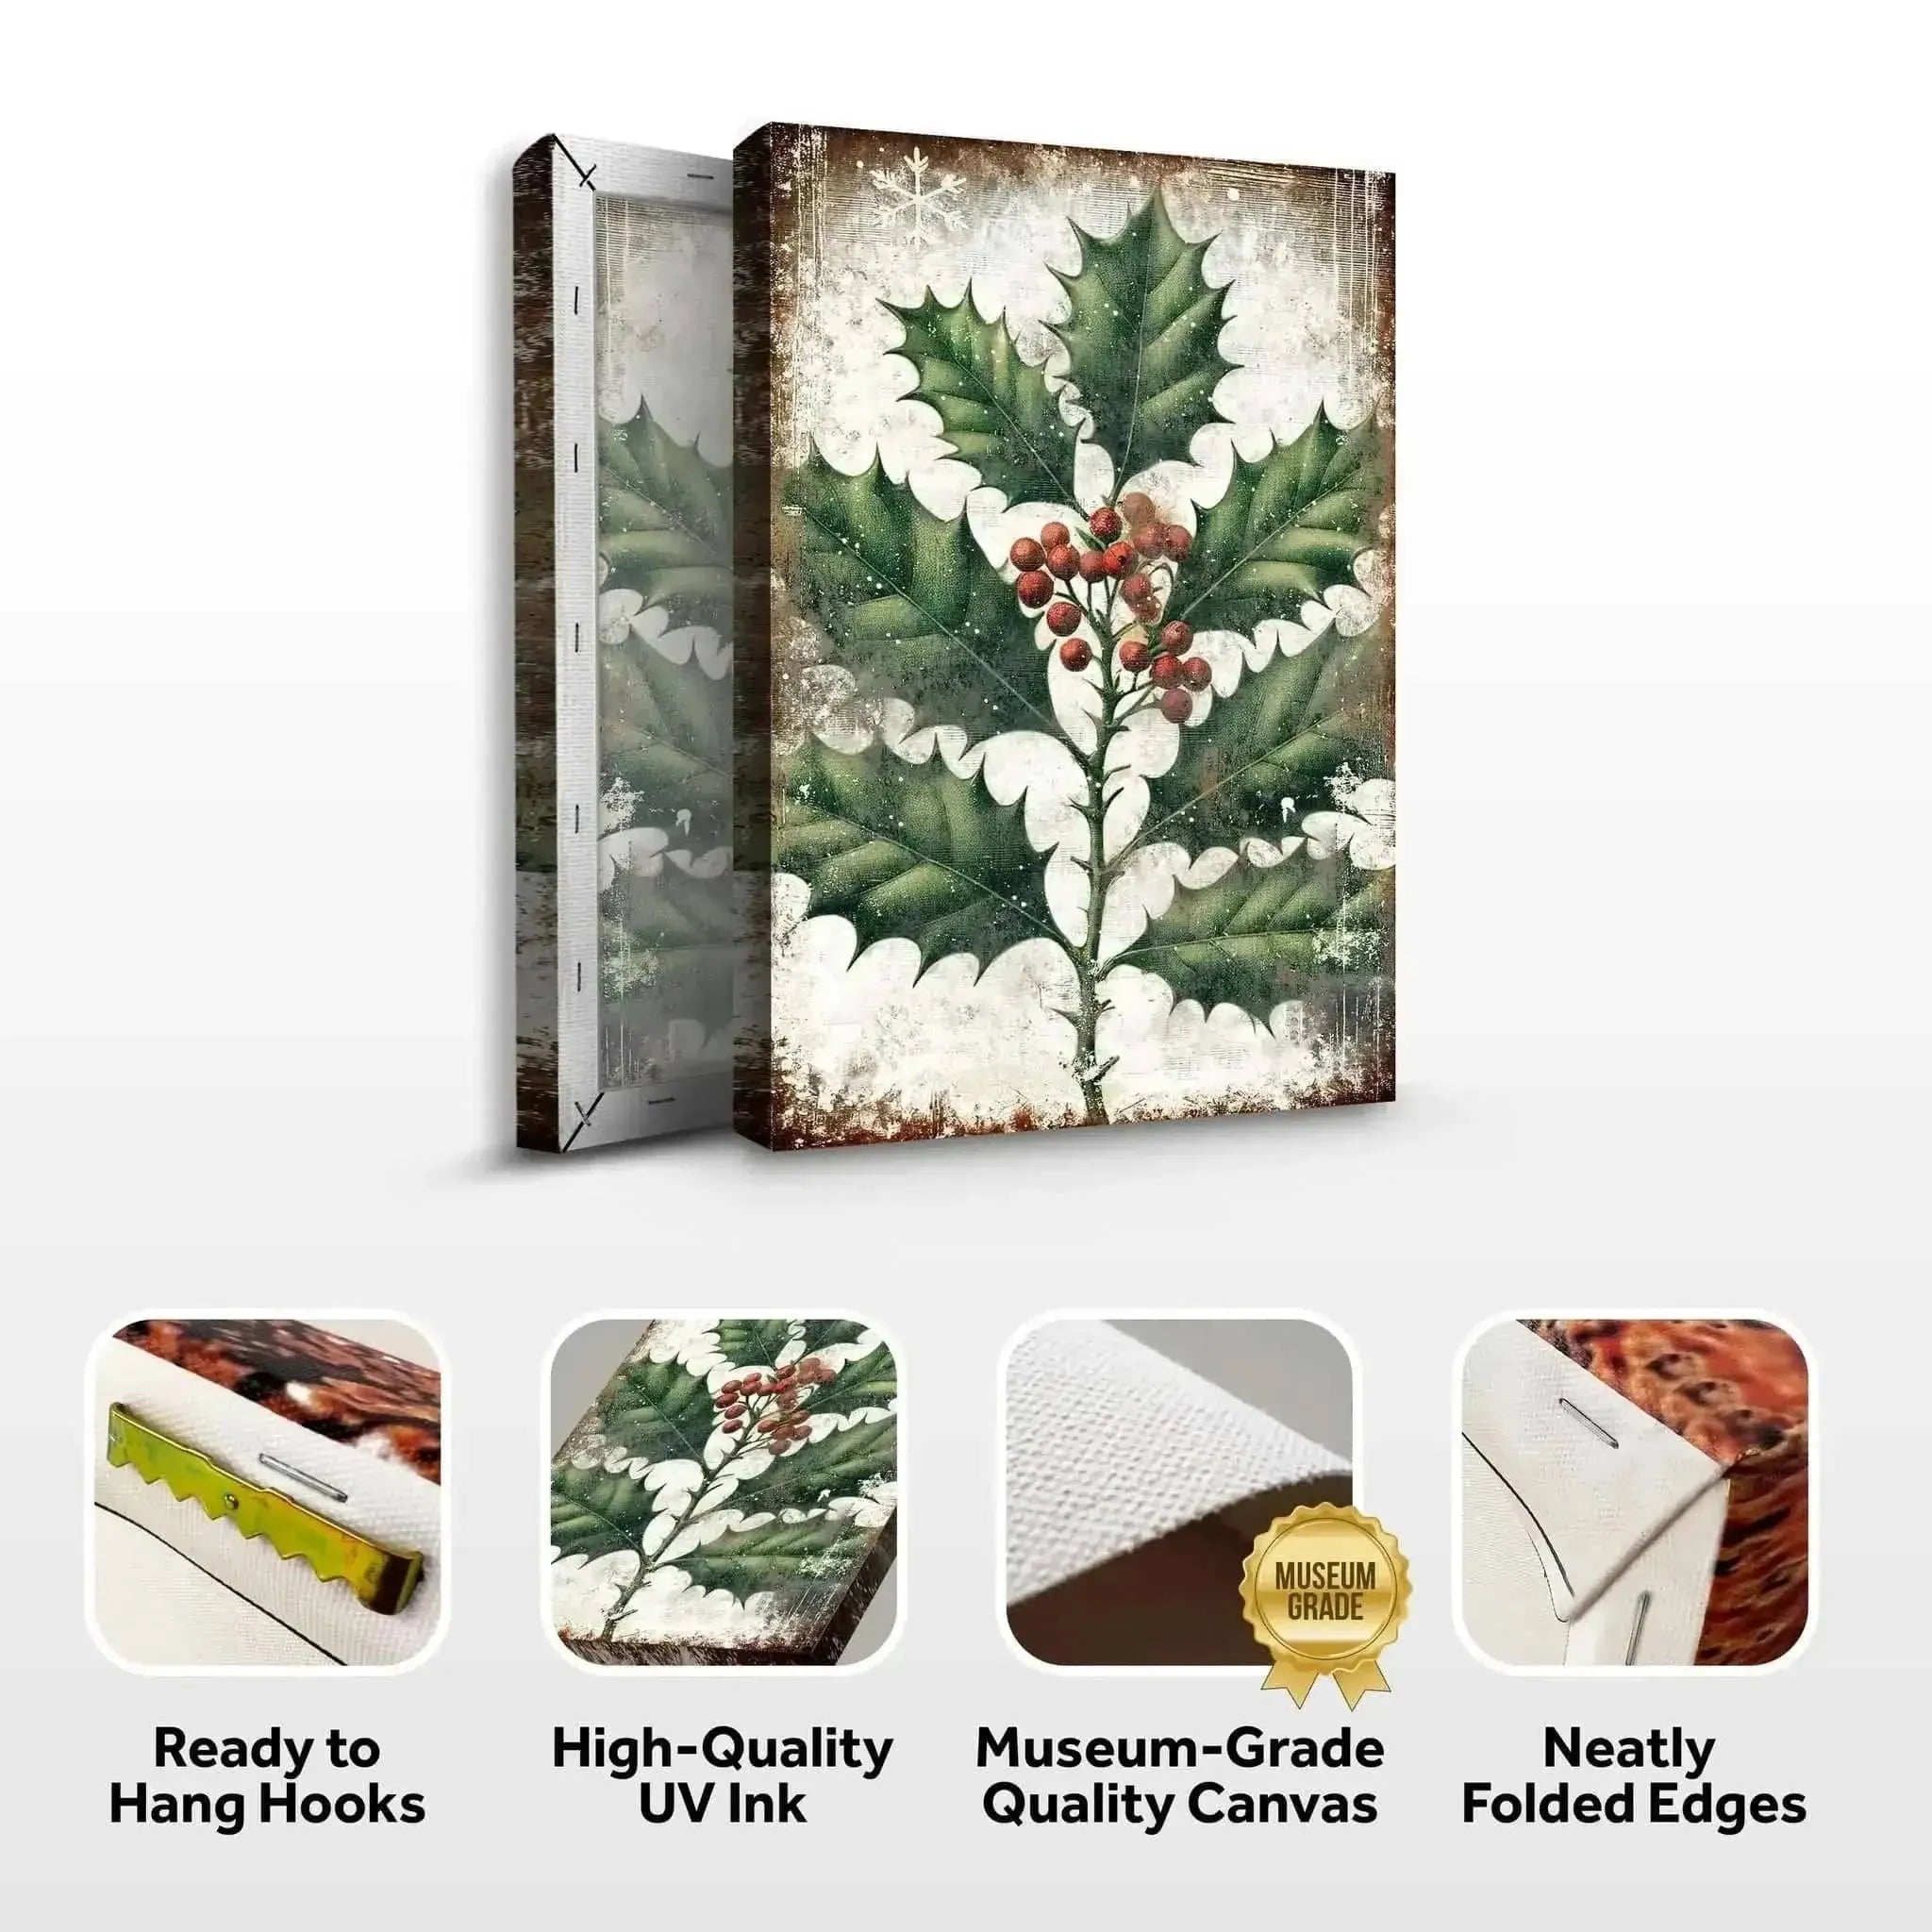 MUSEUM
GRADE
Ready to
Hang Hooks
High-Quality
UV Ink
Museum-Grade
Quality Canvas
Neatly
Folded Edges